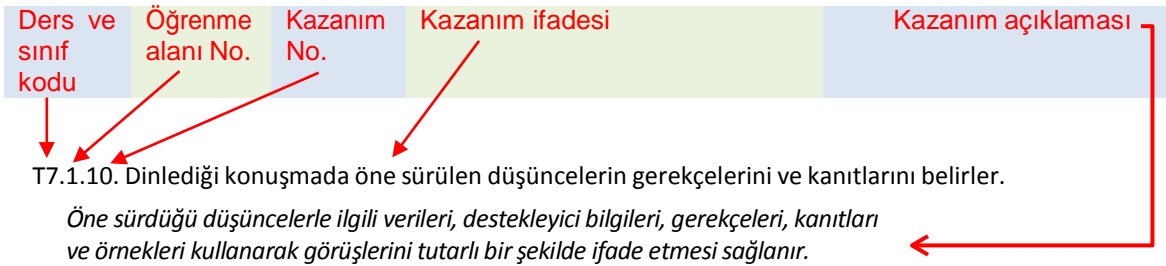 Ders ve sınıf kodu
Öğrenme alanı No.
Kazanım No.
Kazanım ifadesi
Kazanım açıklaması
T7.1.10. Dinlediği konuşmada öne sürülen düşüncelerin gerekçelerini ve kanıtlarını belirler.
Öne sürdüğü düşüncelerle ilgili verileri, destekleyici bilgileri, gerekçeleri, kanıtları
ve örnekleri kullanarak görüşlerini tutarlı bir şekilde ifade etmesi sağlanır.